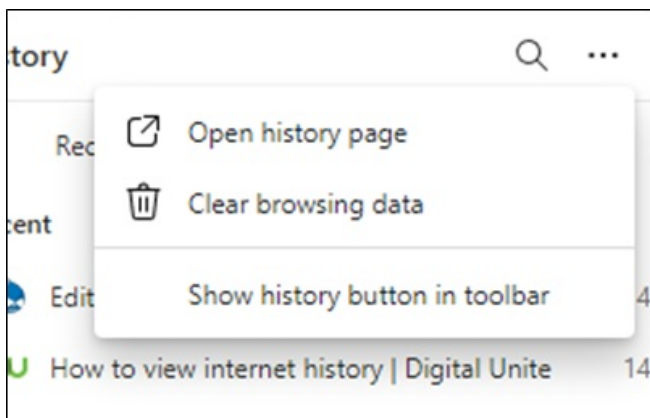 tory
...
Rec
Open history page
Clear browsing data
cent
Edit
Show history button in toolbar
4
How to view internet history | Digital Unite
14